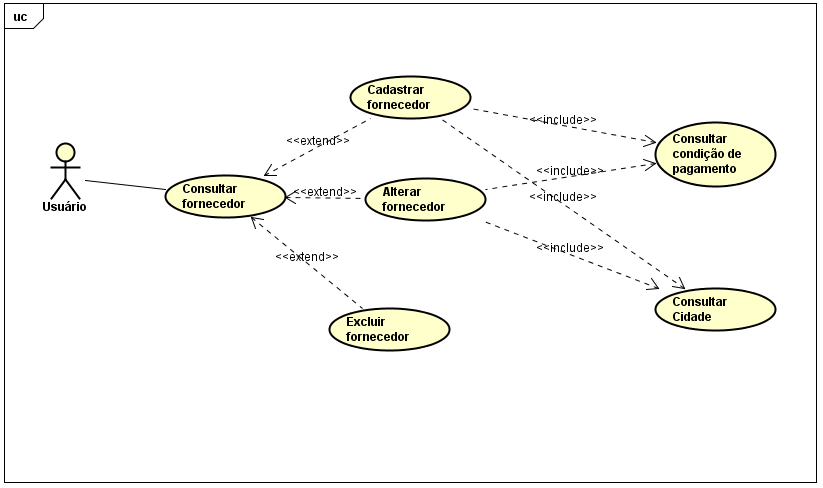 uc
Cadastrar
fornecedor
<<include>>
Consultar
condição de
pagamento
<<extend>>
Usuário
Consultar
fornecedor
<<extend>>
Alterar
fornecedor
<<include>>
<<include>>
<<include>>
<<extend>>
Excluir
fornecedor
Consultar
Cidade